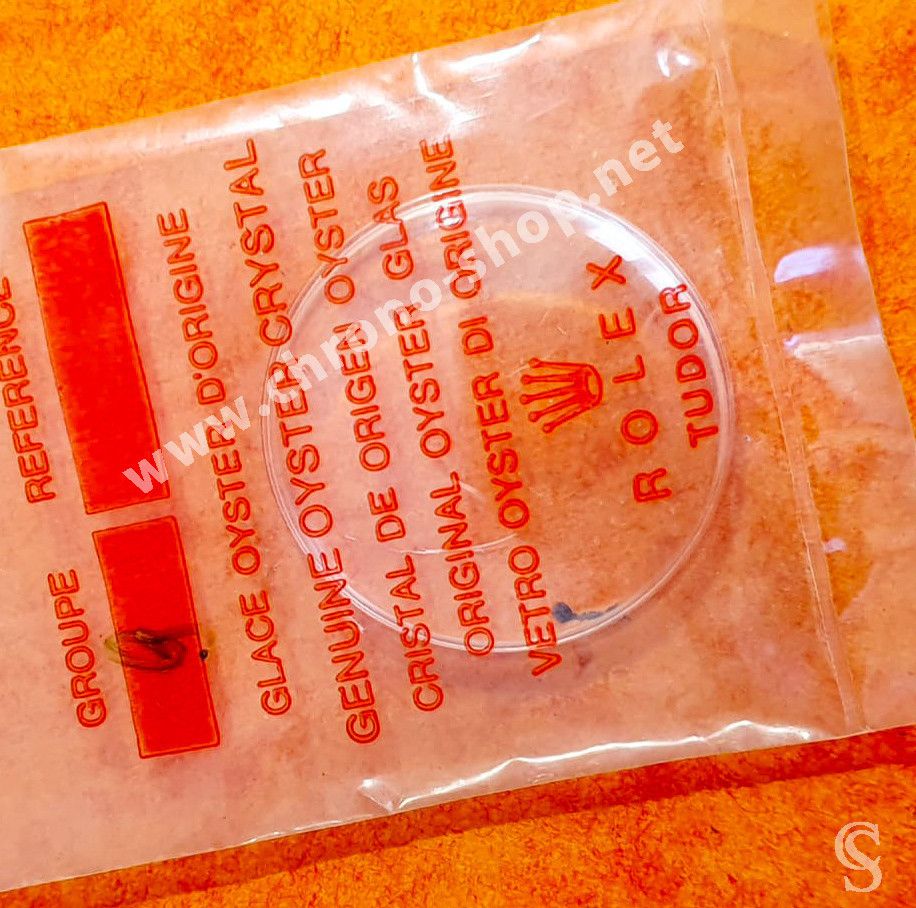 REFERENCE
GROUPE
GLACE OYSTER D'ORIGINE
GENUINE OYSTER CRYSTAL
CRISTAL DE ORIGEN OYSTER
ORIGINAL OYSTER GLAS
VETRO OYSTER DI ORIGINE
ROLEX
TUDOR
www.chrono-shop.net
CS